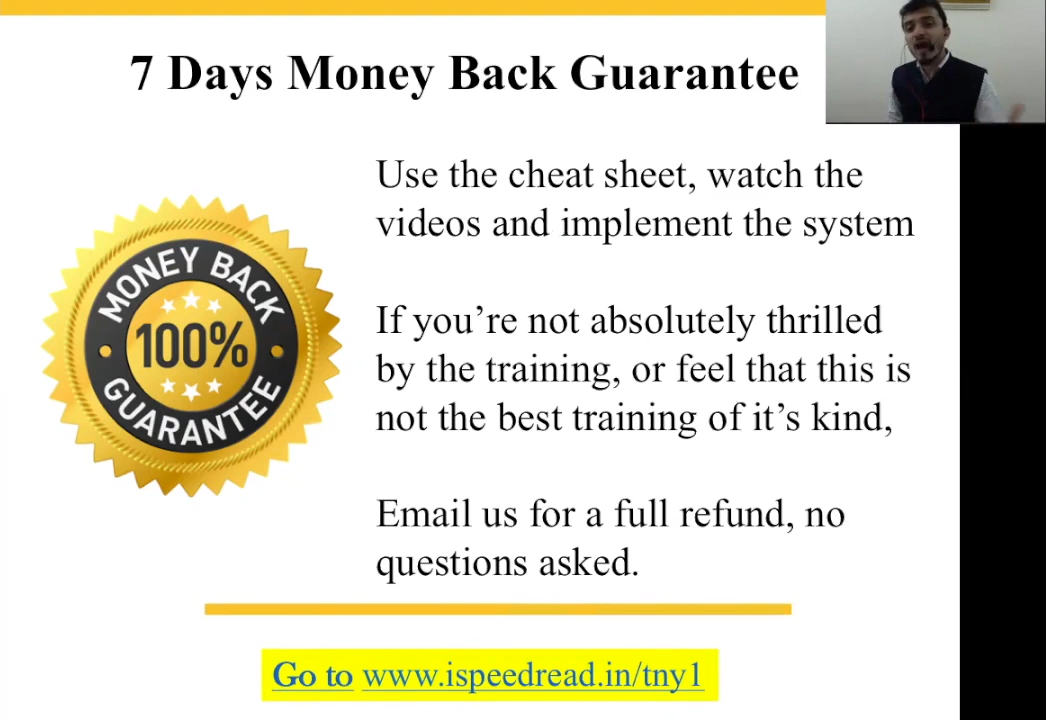 7 Days Money Back Guarantee
Use the cheat sheet, watch the
videos and implement the system
MONEY BACK
100%
GUARANTEE
If you’re not absolutely thrilled
by the training, or feel that this is
not the best training of it’s kind,
Email us for a full refund, no
questions asked.
Go to www.ispeedread.in/tny1